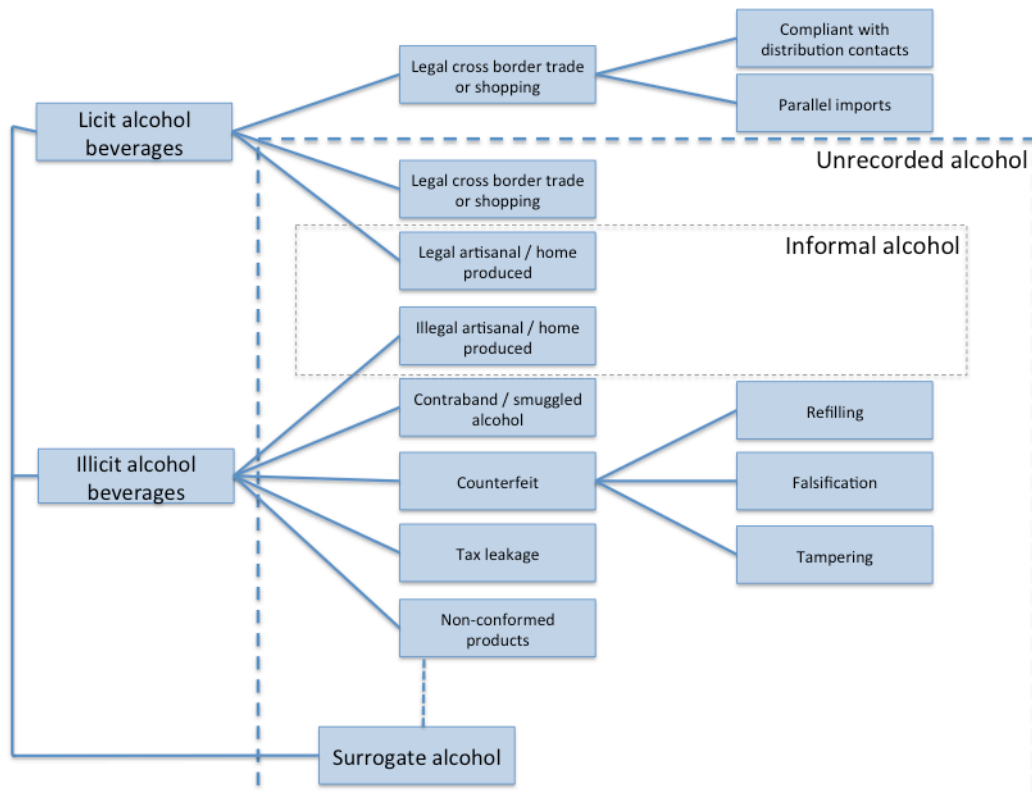 Compliant with
distribution contacts
Legal cross border trade
or shopping
Parallel imports
Licit alcohol
beverages
Unrecorded alcohol
Legal cross border trade
or shopping
Informal alcohol
Legal artisanal / home
produced
Illegal artisanal / home
produced
Contraband / smuggled
alcohol
Refilling
Illicit alcohol
beverages
Counterfeit
Falsification
Tax leakage
Tampering
Non-conformed
products
Surrogate alcohol